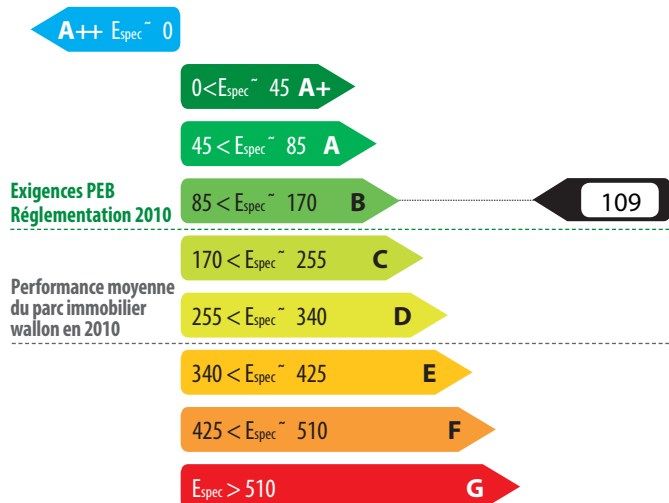 A++ Espec˜ 0
0<Espec˜ 45 A+
45 < Espec˜ 85 A
Exigences PEB
Réglementation 2010
85 < Espec˜ 170 B
109
170 < Espec˜ 255 C
Performance moyenne
du parc immobilier
wallon en 2010
255 < Espec˜ 340 D
340 < Espec˜ 425 E
425 < Espec˜ 510 F
Espec > 510 G